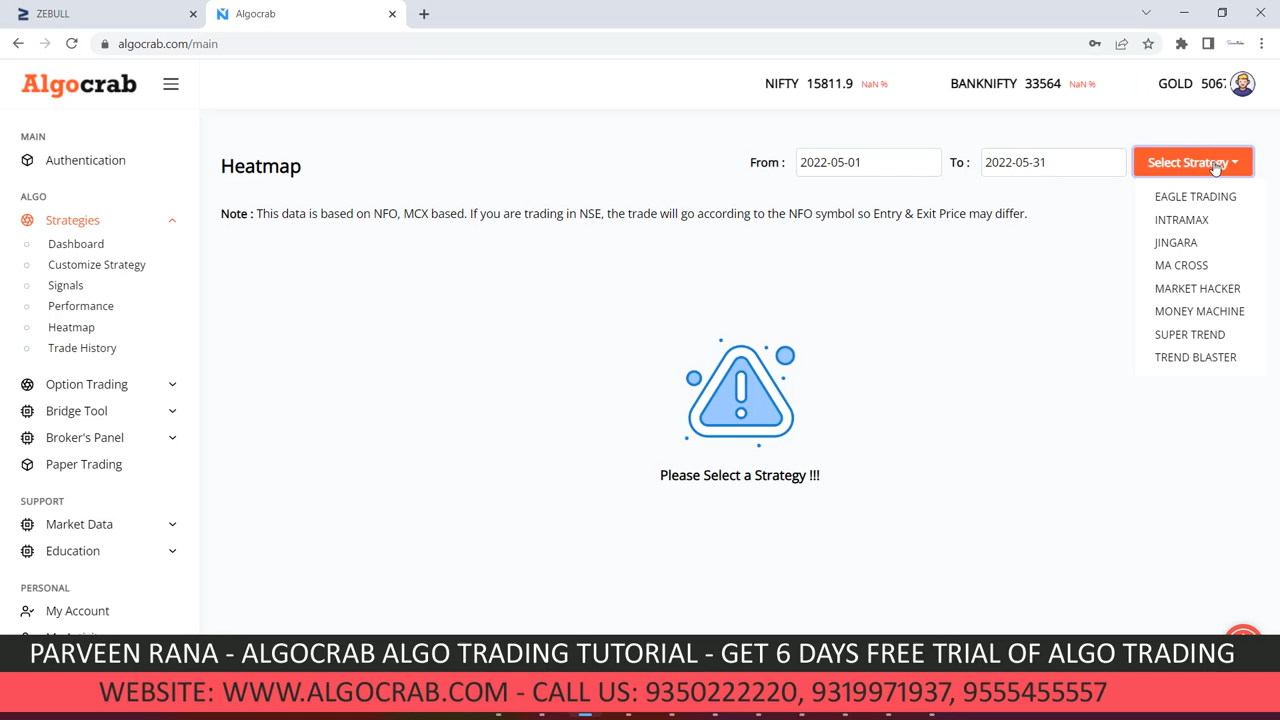 ZEBULL
Algocrab
algocrab.com/main
Algocrab
NIFTY 15811.9 NaN %
BANKNIFTY 33564 NaN %
GOLD
MAIN
Authentication
ALGO
Strategies
Dashboard
Customize Strategy
Signals
Performance
Heatmap
Trade History
Option Trading
Bridge Tool
Broker's Panel
Paper Trading
SUPPORT
Market Data
Education
PERSONAL
My Account
Heatmap
From : 2022-05-01
To : 2022-05-31
Select Strategy
Note : This data is based on NFO, MCX based. If you are trading in NSE, the trade will go according to the NFO symbol so Entry & Exit Price may differ.
EAGLE TRADING
INTRAMAX
JINGARA
MA CROSS
MARKET HACKER
MONEY MACHINE
SUPER TREND
TREND BLASTER
Please Select a Strategy !!!
PARVEEN RANA - ALGOCRAB ALGO TRADING TUTORIAL - GET 6 DAYS FREE TRIAL OF ALGO TRADING
WEBSITE: WWW.ALGOCRAB.COM - CALL US: 9350222220, 9319971937, 9555455557